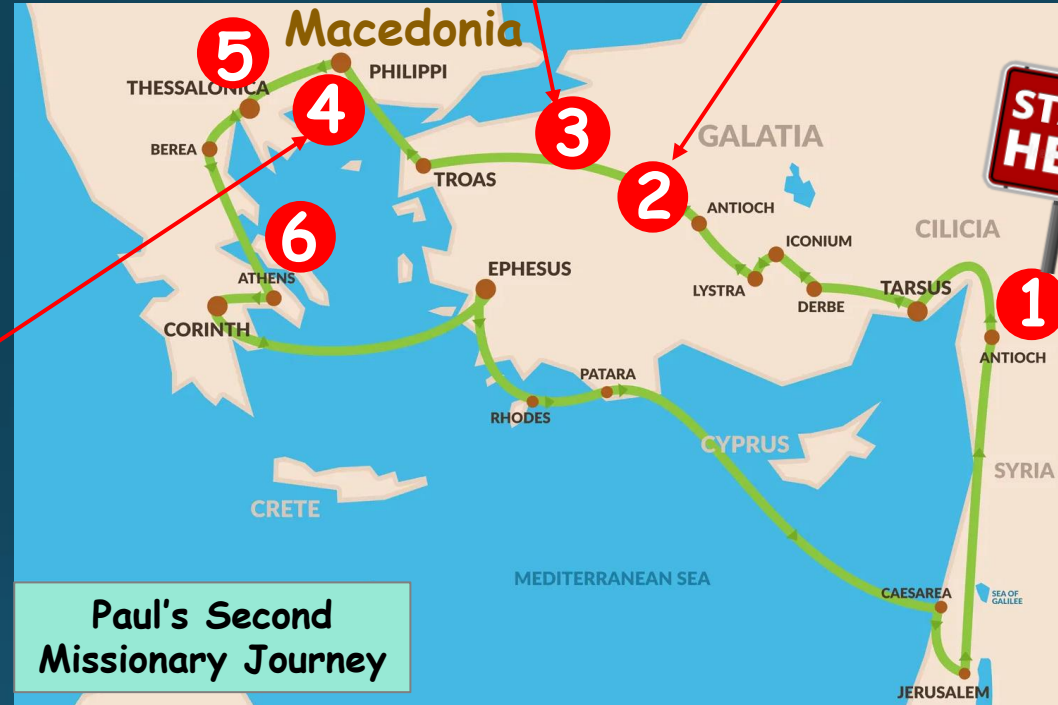 Macedonia
5
PHILIPPI
THESSALONICA
4
3
BEREA
GALATIA
TROAS
2
ANTIOCH
6
ICONIUM
CILICIA
ATHENS
EPHESUS
LYSTRA
DERBE
TARSUS
1
CORINTH
ANTIOCH
PATARA
RHODES
CYPRUS
SYRIA
CRETE
MEDITERRANEAN SEA
CAESAREA
SEA OF
GALILEE
Paul's Second
Missionary Journey
JERUSALEM